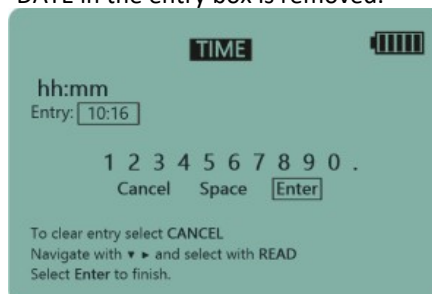 DATE in the entry box is removed.
TIME
hh:mm
Entry: 10:16
1 2 3 4 5 6 7 8 9 0 .
Cancel Space Enter
To clear entry select CANCEL
Navigate with ▼ ► and select with READ
Select Enter to finish.